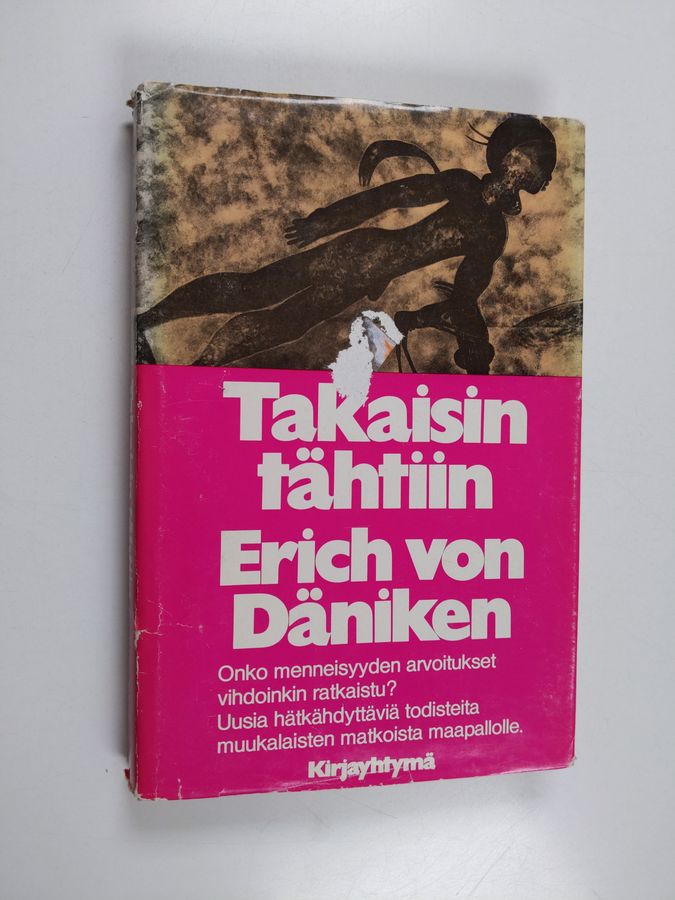 Takaisin
tähtiin
Erich von
Däniken
Onko menneisyyden arvoitukset
vihdoinkin ratkaistu?
Uusia hätkähdyttäviä todisteita
muukalaisten matkoista maapallolle.
Kirjayhtymä